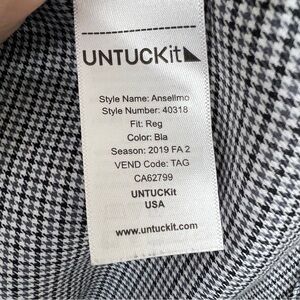 UNTUCKit
Style Name: Ansellmo
Style Number: 40318
Fit: Reg
Color: Bla
Season: 2019 FA 2
VEND Code: TAG
CA62799
UNTUCKit
USA
www.untuckit.com